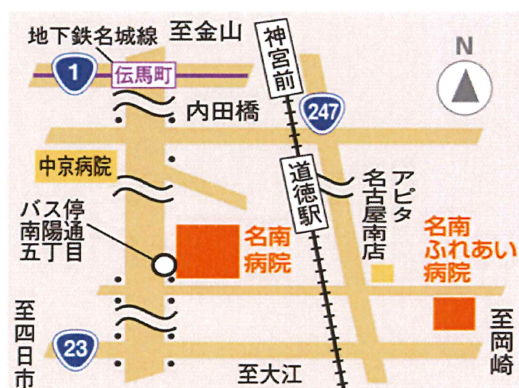 地下鉄名城線
至金山
神宮前
N
1
伝馬町
内田橋
247
中京病院
道徳駅
アピタ
名古屋南店
バス停
南陽通
五丁目
名南
病院
名南
ふれあい
病院
至四日市
23
至大江
至岡崎